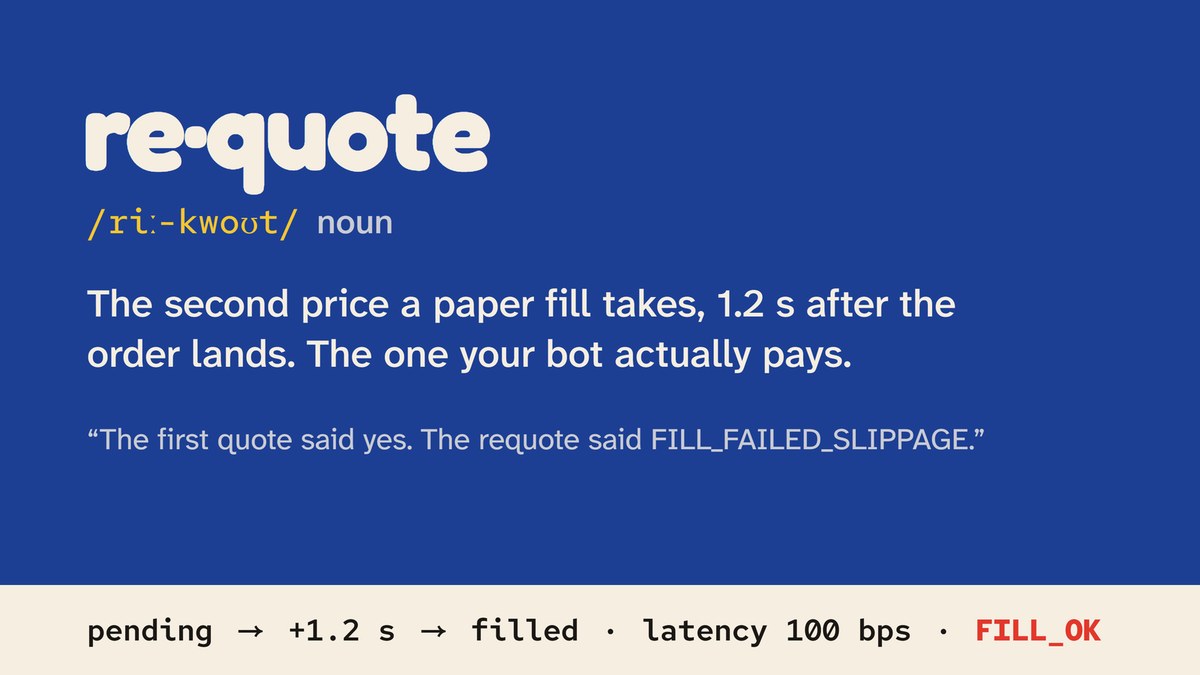 re·quote
/riː-kwoʊt/ noun
The second price a paper fill takes, 1.2 s after the
order lands. The one your bot actually pays.
“The first quote said yes. The requote said FILL_FAILED_SLIPPAGE.”
pending → +1.2 s → filled · latency 100 bps · FILL_OK